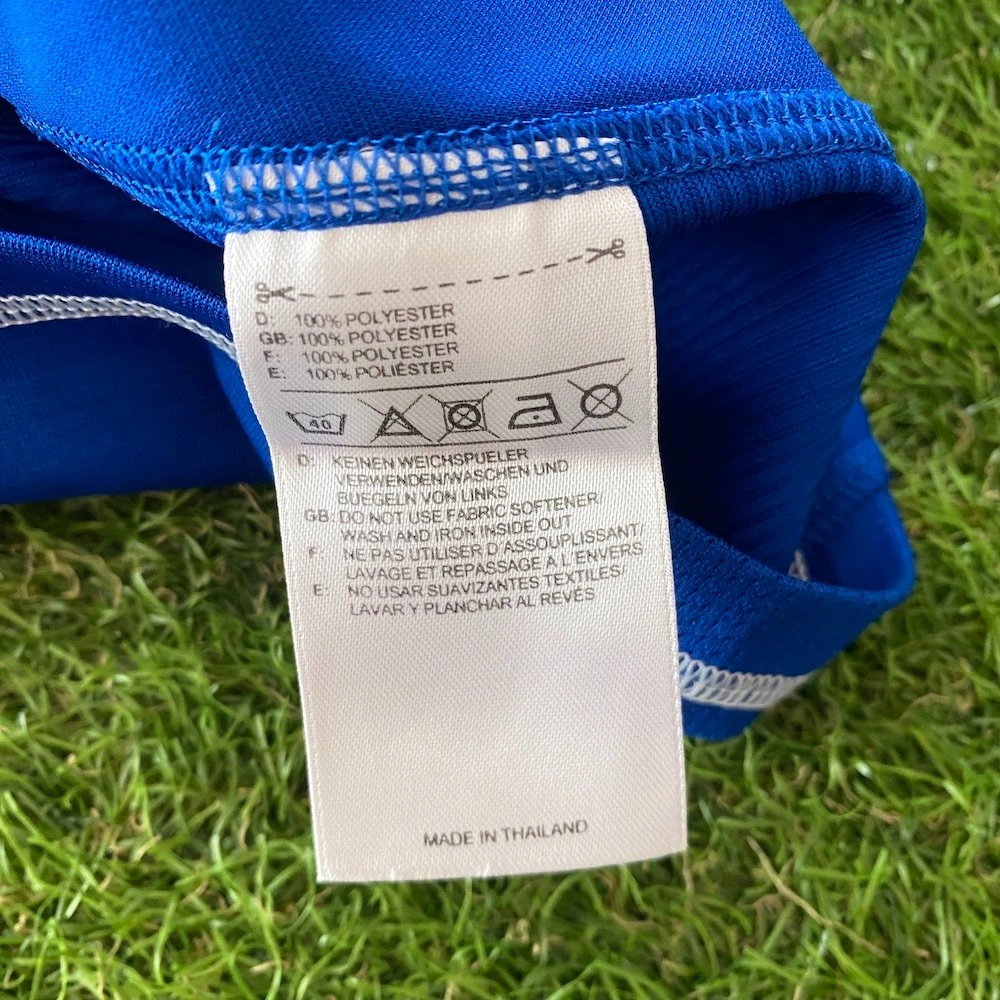 D: 100% POLYESTER
GB: 100% POLYESTER
F: 100% POLYESTER
E: 100% POLIÉSTER
40
D: KEINEN WEICHSPUELER
VERWENDEN/WASCHEN UND
BUEGELN VON LINKS
GB: DO NOT USE FABRIC SOFTENER/
WASH AND IRON INSIDE OUT
F: NE PAS UTILISER D'ASSOUPLISSANT/
LAVAGE ET REPASSAGE A L'ENVERS
E: NO USAR SUAVIZANTES TEXTILES/
LAVAR Y PLANCHAR AL REVÉS
MADE IN THAILAND